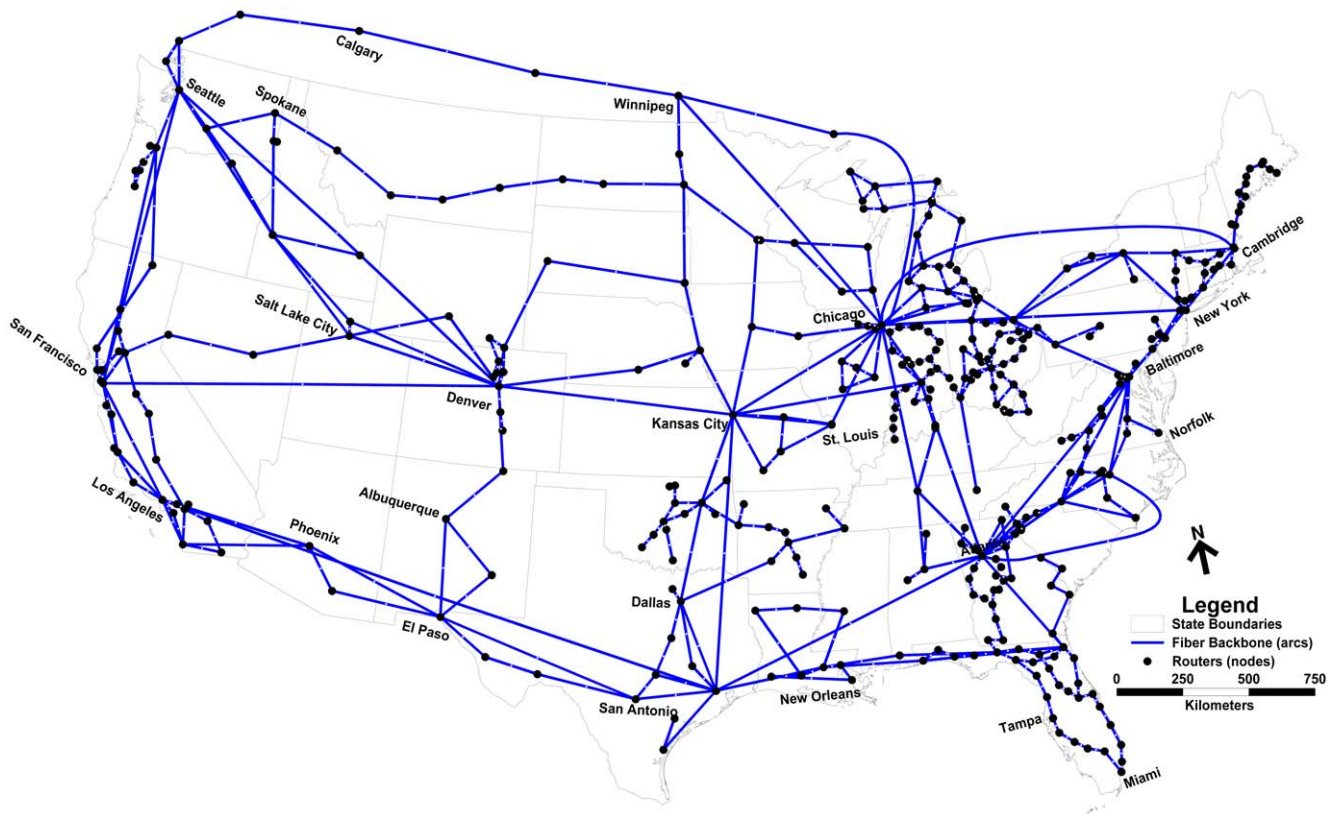 Calgary
Seattle
Spokane
Winnipeg
Cambridge
Salt Lake City
Chicago
New York
San Francisco
Baltimore
Denver
Kansas City
St. Louis
Norfolk
Los Angeles
Albuquerque
Phoenix
N
Dallas
El Paso
Legend
State Boundaries
Fiber Backbone (arcs)
Routers (nodes)
0 250 500 750
Kilometers
New Orleans
San Antonio
Tampa
Miami